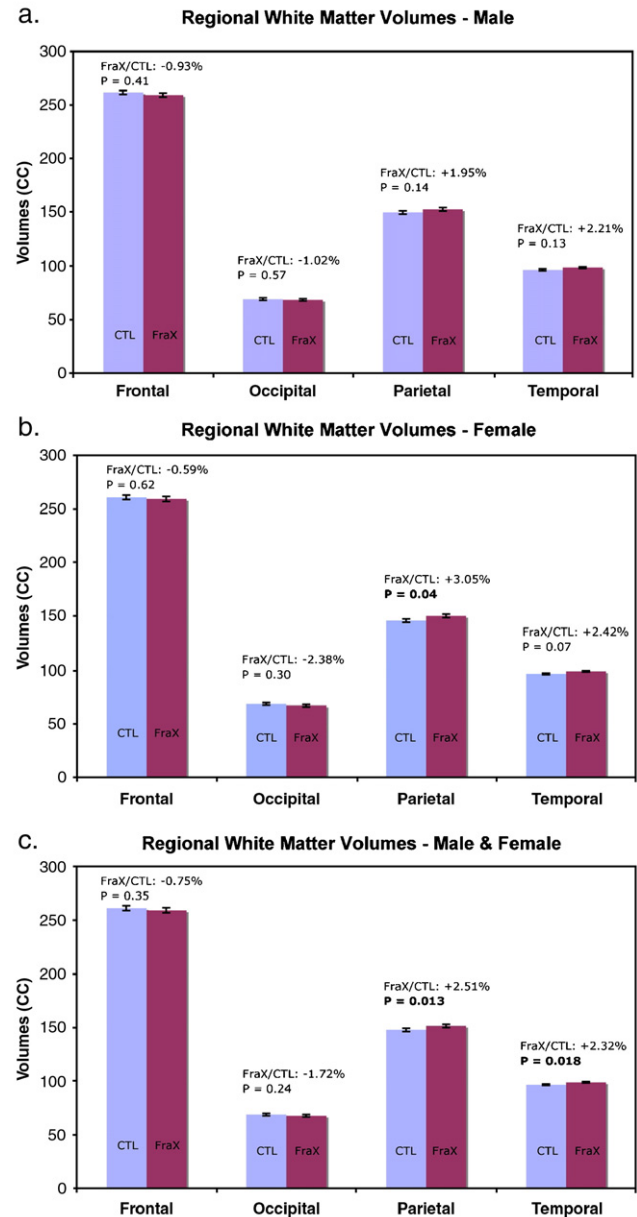 a.
Regional White Matter Volumes - Male
Volumes (CC)
300
250
200
150
100
50
0
FraX/CTL: -0.93%
P = 0.41
FraX/CTL: -1.02%
P = 0.57
FraX/CTL: +1.95%
P = 0.14
FraX/CTL: +2.21%
P = 0.13
CTL FraX CTL FraX CTL FraX CTL FraX
Frontal Occipital Parietal Temporal
b.
Regional White Matter Volumes - Female
Volumes (CC)
300
250
200
150
100
50
0
FraX/CTL: -0.59%
P = 0.62
FraX/CTL: -2.38%
P = 0.30
FraX/CTL: +3.05%
P = 0.04
FraX/CTL: +2.42%
P = 0.07
CTL FraX CTL FraX CTL FraX CTL FraX
Frontal Occipital Parietal Temporal
c.
Regional White Matter Volumes - Male & Female
Volumes (CC)
300
250
200
150
100
50
0
FraX/CTL: -0.75%
P = 0.35
FraX/CTL: -1.72%
P = 0.24
FraX/CTL: +2.51%
P = 0.013
FraX/CTL: +2.32%
P = 0.018
CTL FraX CTL FraX CTL FraX CTL FraX
Frontal Occipital Parietal Temporal